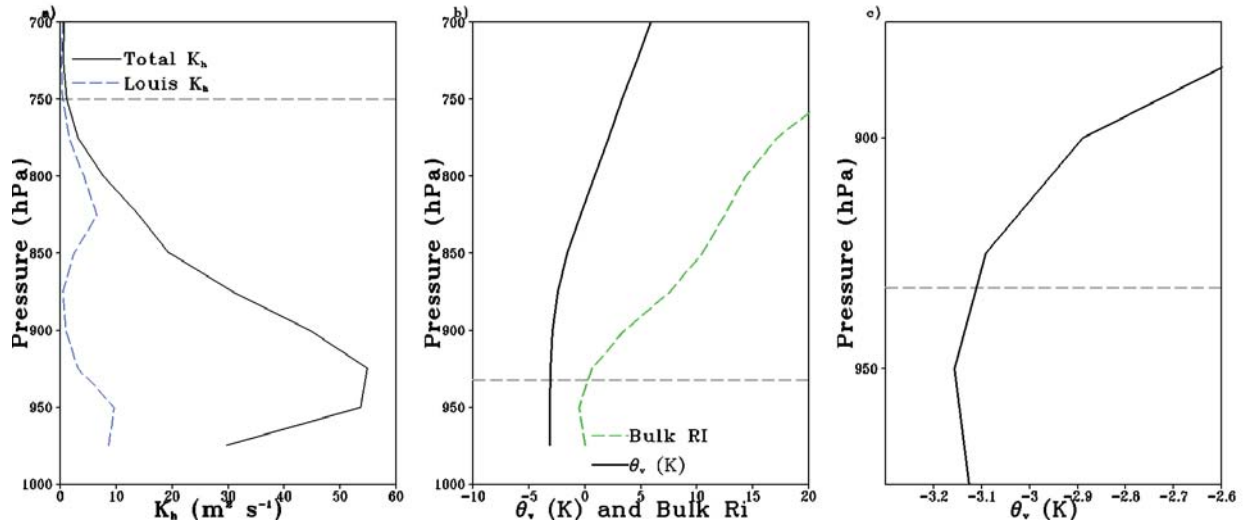 a)
700
750
800
850
900
950
1000
Pressure (hPa)
Total Kₕ
Louis Kₕ
0 10 20 30 40 50 60
Kₕ (m² s⁻¹)
b)
700
750
800
850
900
950
1000
Pressure (hPa)
Bulk RI
θᵥ (K)
-10 -5 0 5 10 15 20
θᵥ (K) and Bulk Ri
c)
900
950
Pressure (hPa)
-3.2 -3.1 -3 -2.9 -2.8 -2.7 -2.6
θᵥ (K)